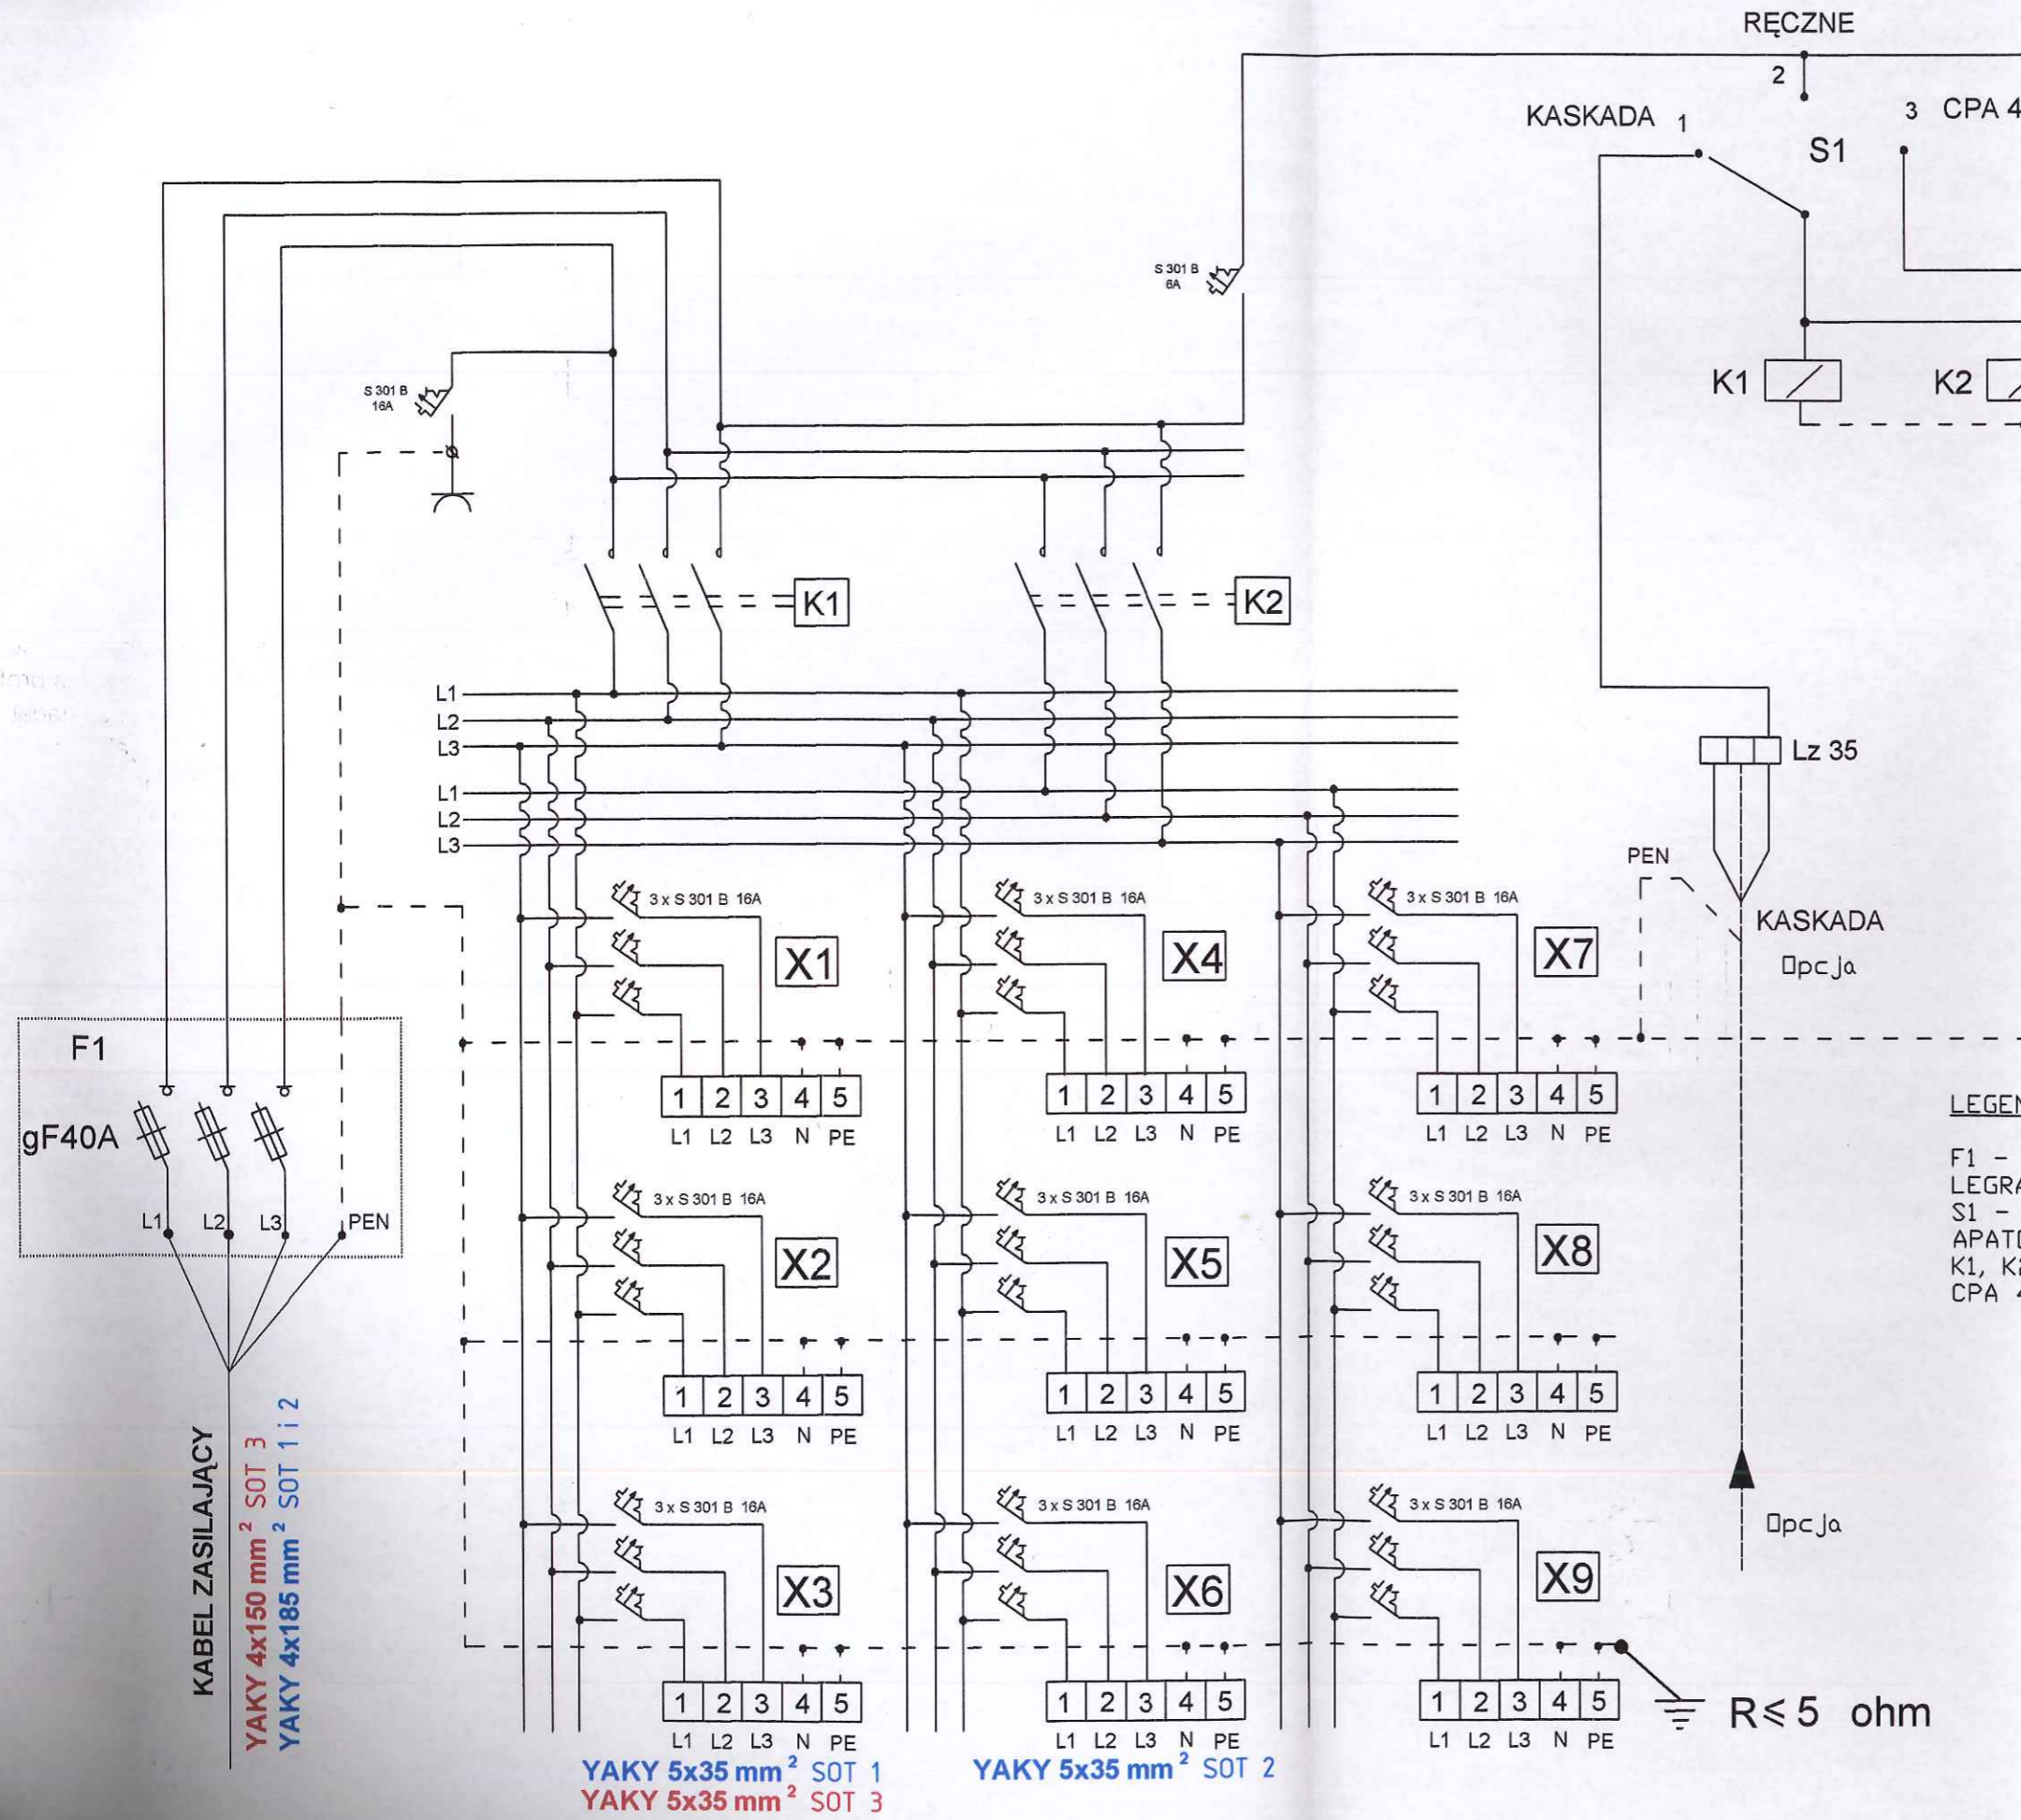 RĘCZNE
2
KASKADA 1
3 CPA 4
S1
S 301 B
6A
S 301 B
16A
K1
K2
K1
K2
L1
L2
L3
Lz 35
L1
L2
L3
PEN
KASKADA
Opcja
3 x S 301 B 16A
3 x S 301 B 16A
3 x S 301 B 16A
X1
X4
X7
F1
gF40A
1 2 3 4 5
1 2 3 4 5
1 2 3 4 5
L1 L2 L3 N PE
L1 L2 L3 N PE
L1 L2 L3 N PE
F1 -
S1 -
CPA 4
L1 L2 L3 PEN
3 x S 301 B 16A
3 x S 301 B 16A
3 x S 301 B 16A
X2
X5
X8
1 2 3 4 5
1 2 3 4 5
1 2 3 4 5
L1 L2 L3 N PE
L1 L2 L3 N PE
L1 L2 L3 N PE
KABEL ZASILAJĄCY
YAKY 4x150 mm² SOT 3
YAKY 4x185 mm² SOT 1 i 2
3 x S 301 B 16A
3 x S 301 B 16A
3 x S 301 B 16A
Opcja
X3
X6
X9
1 2 3 4 5
1 2 3 4 5
1 2 3 4 5
L1 L2 L3 N PE
L1 L2 L3 N PE
L1 L2 L3 N PE
R≤5 ohm
YAKY 5x35 mm² SOT 1
YAKY 5x35 mm² SOT 3
YAKY 5x35 mm² SOT 2